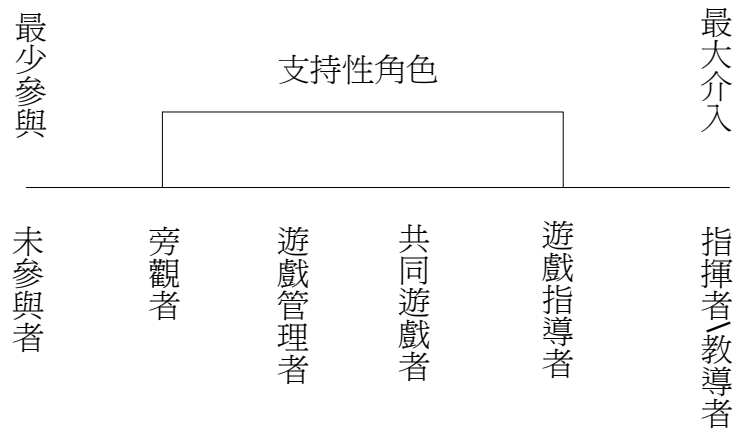 最少參與
支持性角色
最大介入
未參與者
旁觀者
遊戲管理者
共同遊戲者
遊戲指導者
指揮者\教導者